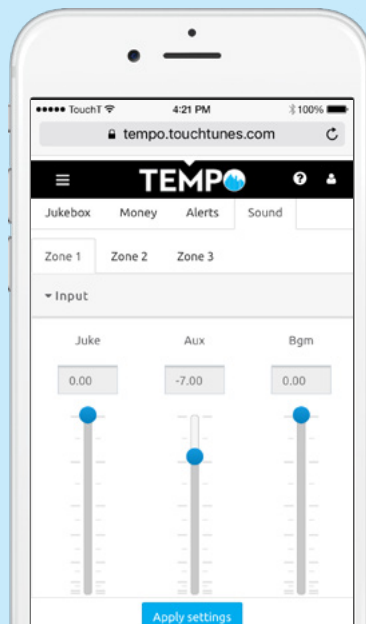 TouchT 4:21 PM 100%
tempo.touchtunes.com
TEMPO
Jukebox Money Alerts Sound
Zone 1 Zone 2 Zone 3
Input
Juke Aux Bgm
0.00 -7.00 0.00
Apply settings